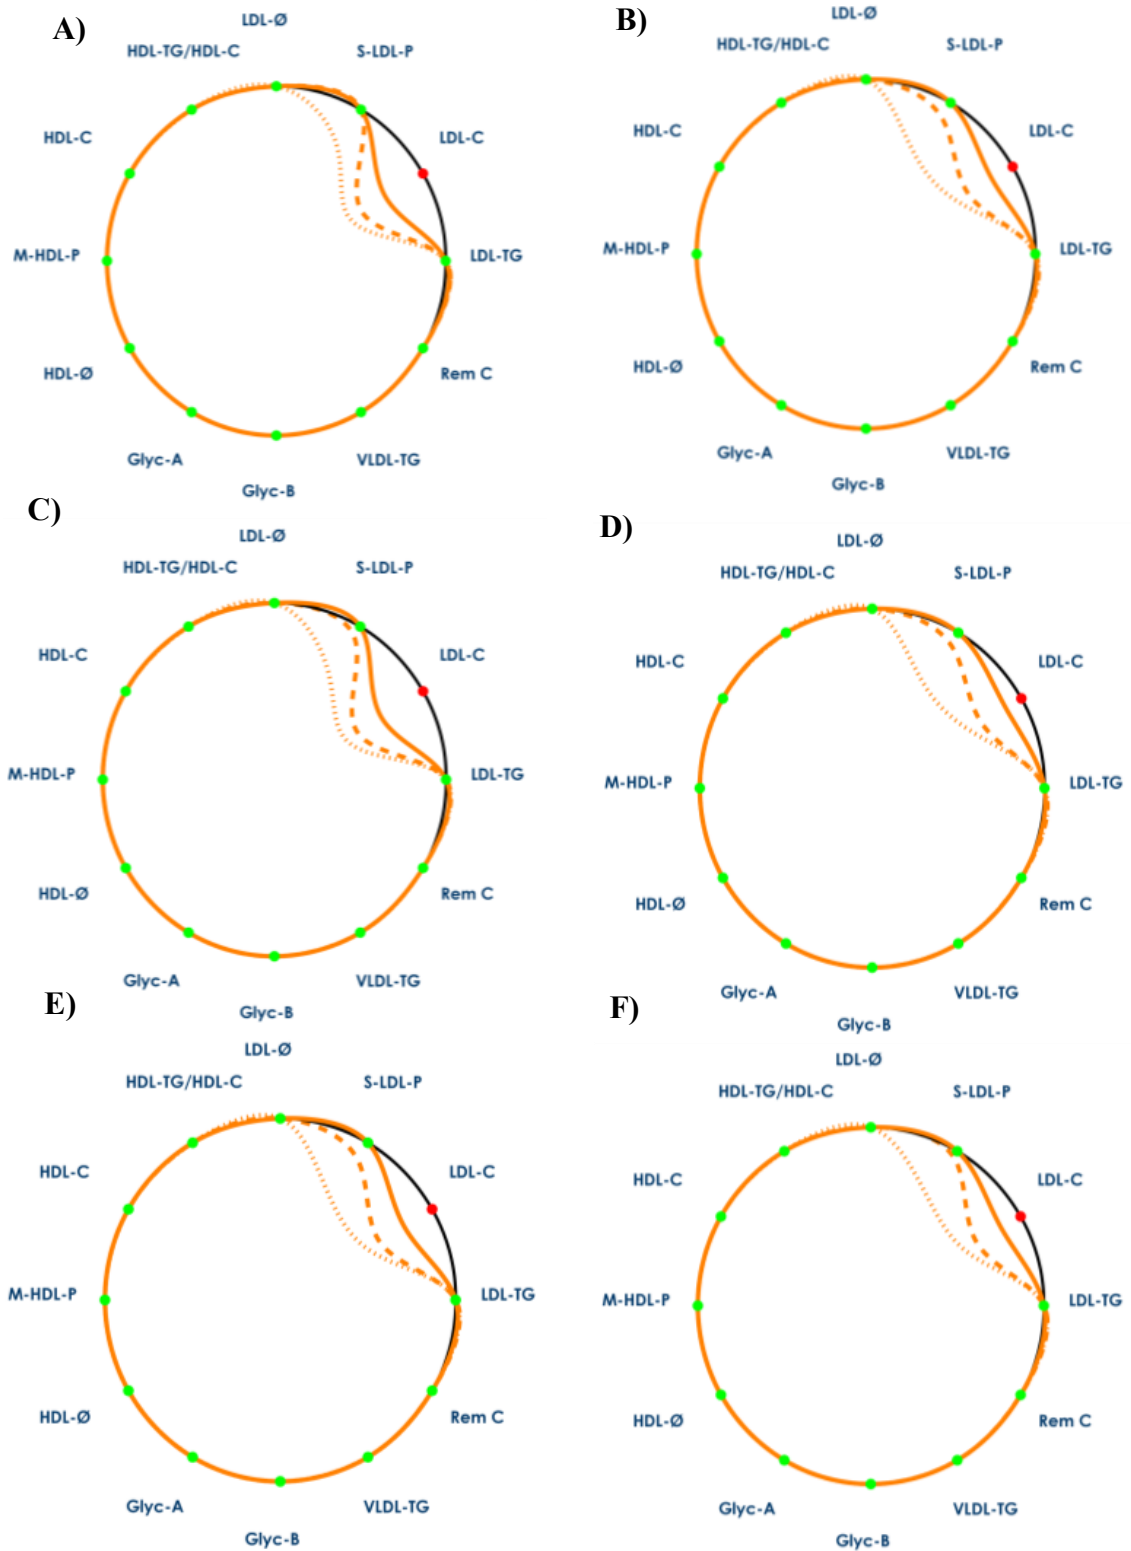 A)
LDL-Ø
HDL-TG/HDL-C
S-LDL-P
HDL-C
LDL-C
M-HDL-P
LDL-TG
HDL-Ø
Rem C
Glyc-A
VLDL-TG
Glyc-B
B)
LDL-Ø
HDL-TG/HDL-C
S-LDL-P
HDL-C
LDL-C
M-HDL-P
LDL-TG
HDL-Ø
Rem C
Glyc-A
VLDL-TG
Glyc-B
C)
LDL-Ø
HDL-TG/HDL-C
S-LDL-P
HDL-C
LDL-C
M-HDL-P
LDL-TG
HDL-Ø
Rem C
Glyc-A
VLDL-TG
Glyc-B
D)
LDL-Ø
HDL-TG/HDL-C
S-LDL-P
HDL-C
LDL-C
M-HDL-P
LDL-TG
HDL-Ø
Rem C
Glyc-A
VLDL-TG
Glyc-B
E)
LDL-Ø
HDL-TG/HDL-C
S-LDL-P
HDL-C
LDL-C
M-HDL-P
LDL-TG
HDL-Ø
Rem C
Glyc-A
VLDL-TG
Glyc-B
F)
LDL-Ø
HDL-TG/HDL-C
S-LDL-P
HDL-C
LDL-C
M-HDL-P
LDL-TG
HDL-Ø
Rem C
Glyc-A
VLDL-TG
Glyc-B